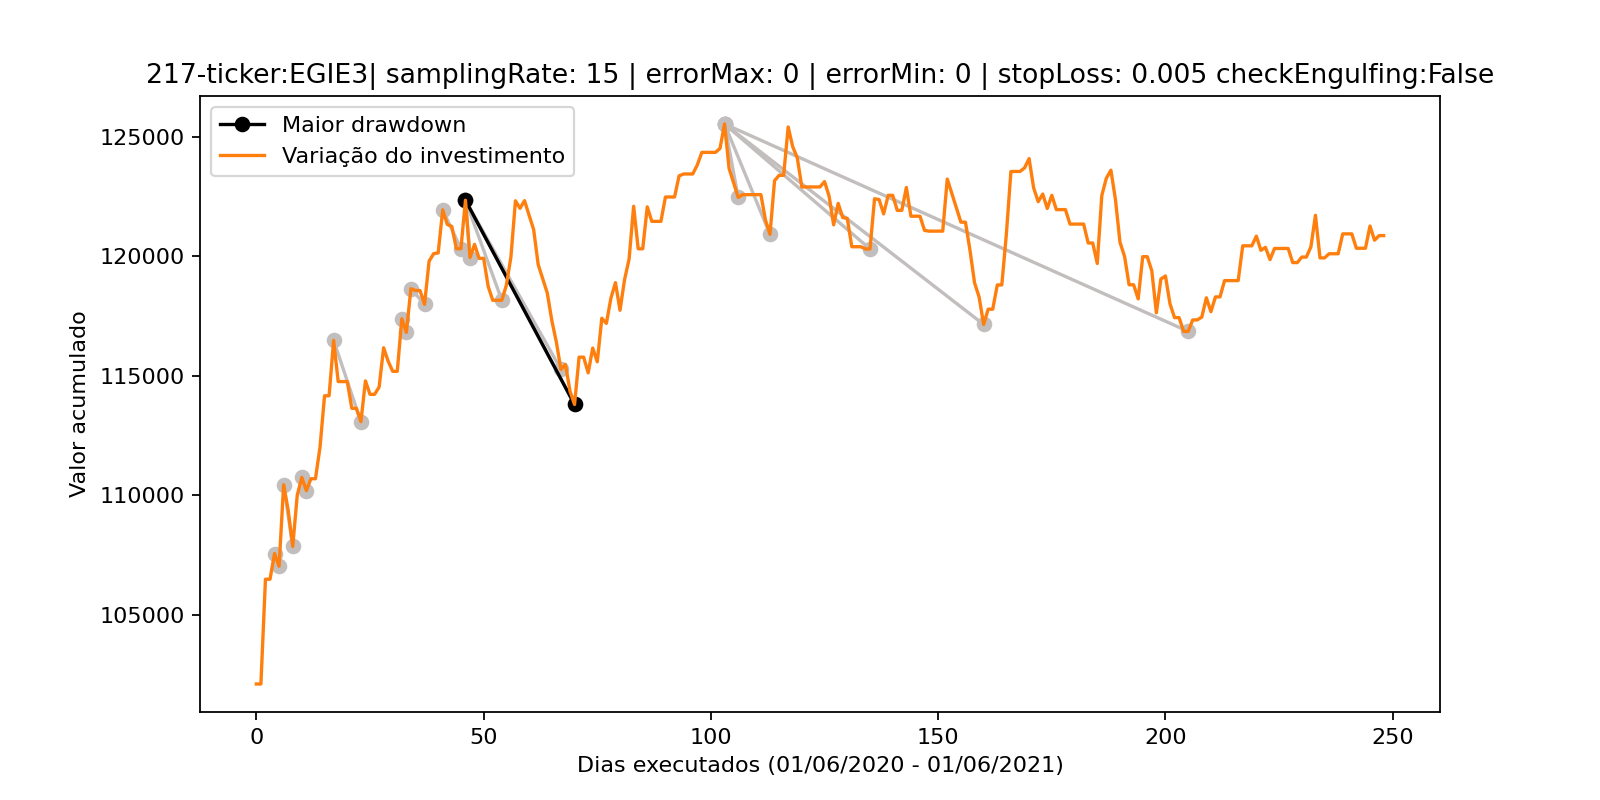 217-ticker:EGIE3| samplingRate: 15 | errorMax: 0 | errorMin: 0 | stopLoss: 0.005 checkEngulfing:False
Maior drawdown
Variação do investimento
125000
120000
115000
110000
105000
Valor acumulado
0 50 100 150 200 250
Dias executados (01/06/2020 - 01/06/2021)